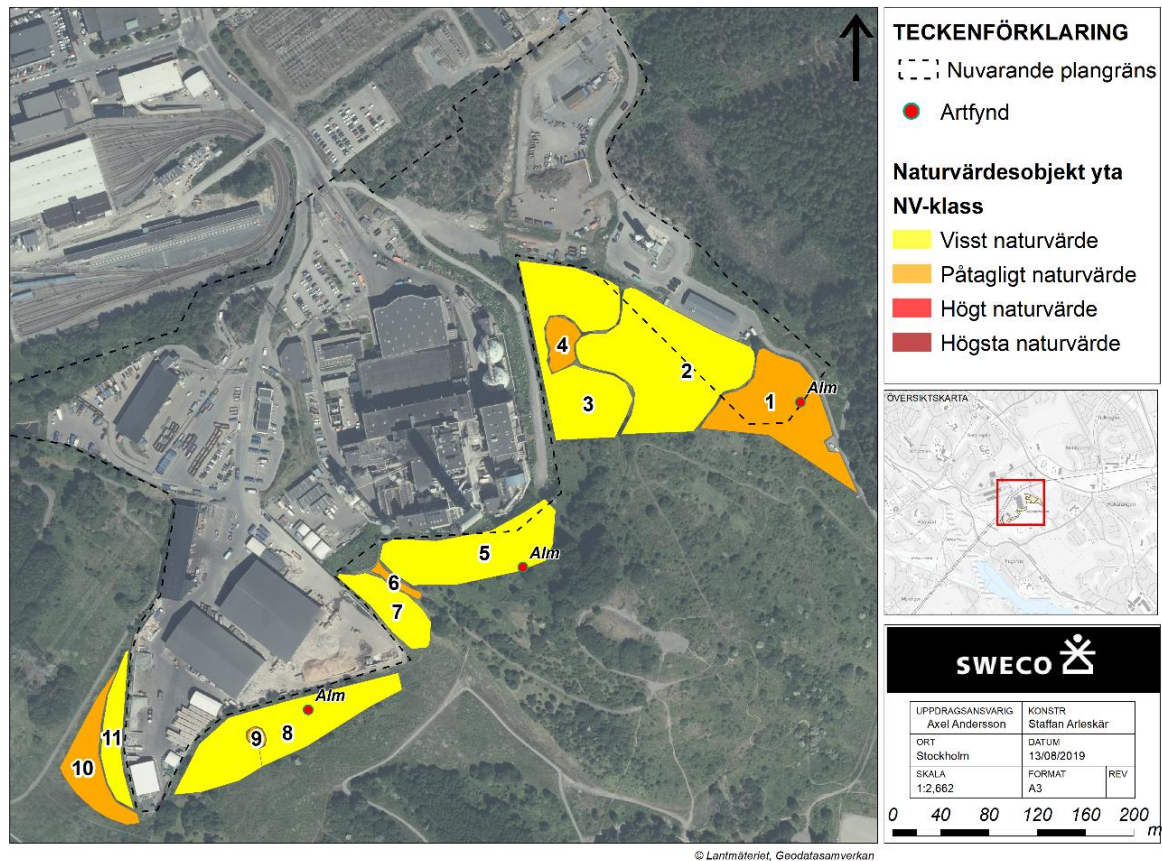 TECKENFÖRKLARING
Nuvarande plangräns
Artfynd
Naturvärdesobjekt yta
NV-klass
Visst naturvärde
Påtagligt naturvärde
Högt naturvärde
Högsta naturvärde
4
2
3
1
Alm
5
Alm
6
7
Alm
9
8
11
10
ÖVERSIKTSKARTA
SWECO
UPPDRAGSANSVARIG KONSTR
Axel Andersson Staffan Arleskär
ORT DATUM
Stockholm 13/08/2019
SKALA FORMAT REV
1:2,662 A3
0 40 80 120 160 200
m
© Lantmäteriet, Geodatasamverkan